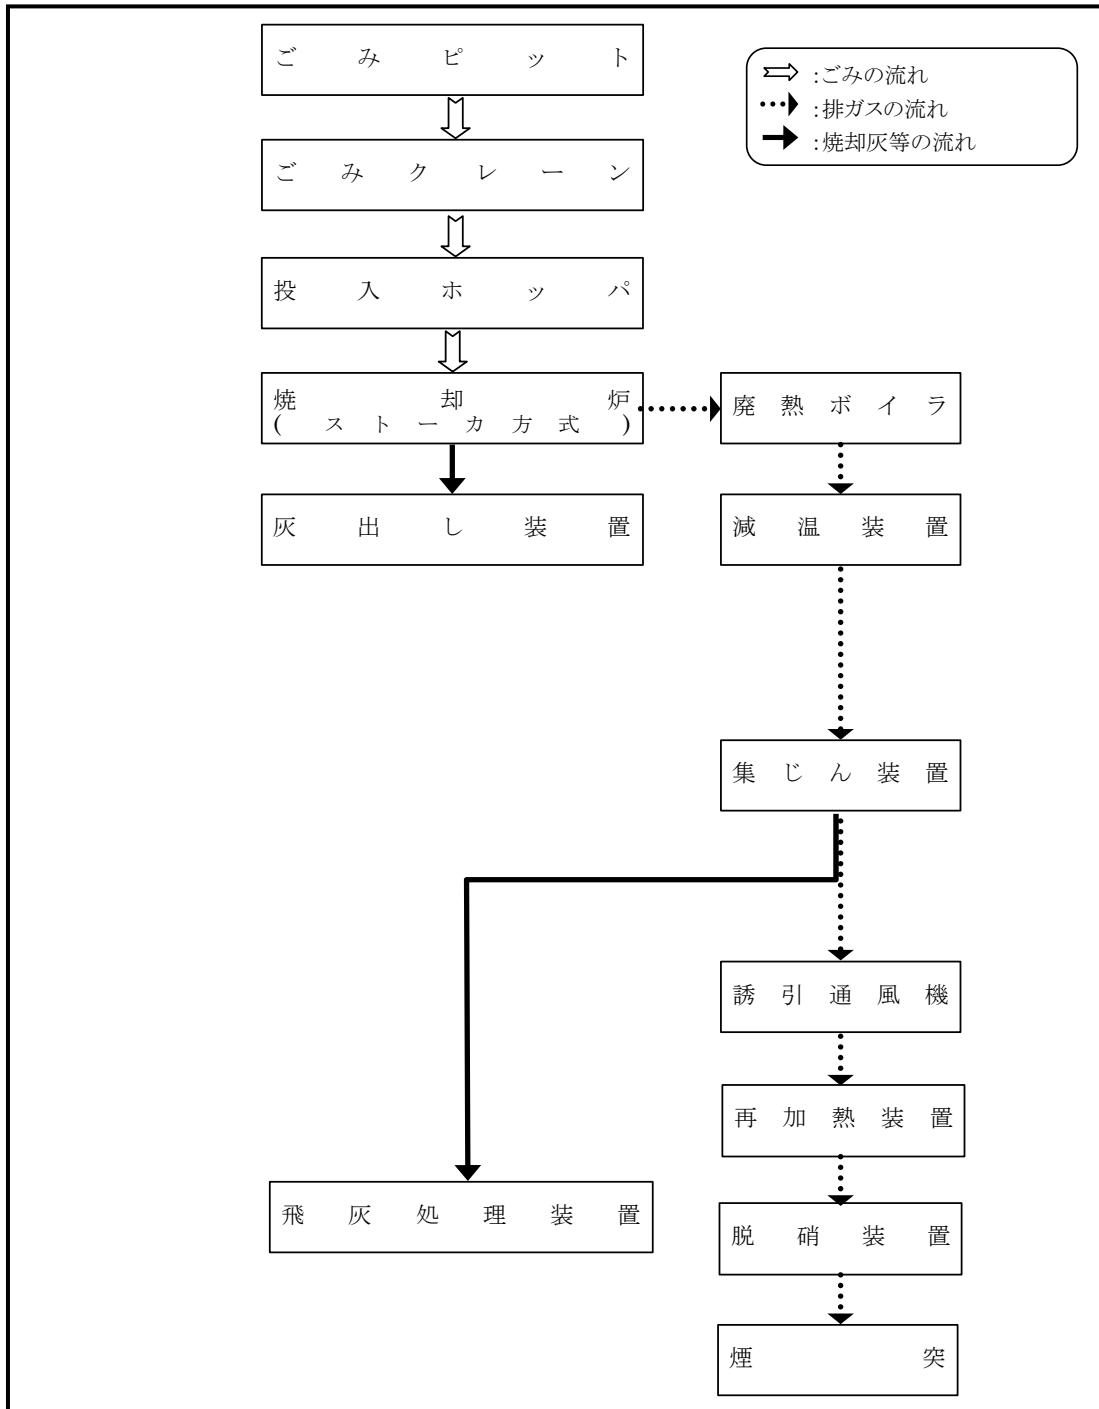 ごみピット
:ごみの流れ
:排ガスの流れ
:焼却灰等の流れ
ごみクレーン
投入ホッパ
焼却炉
(ストーカ方式)
廃熱ボイラ
灰出し装置
減温装置
集じん装置
誘引通風機
再加熱装置
飛灰処理装置
脱硝装置
煙突